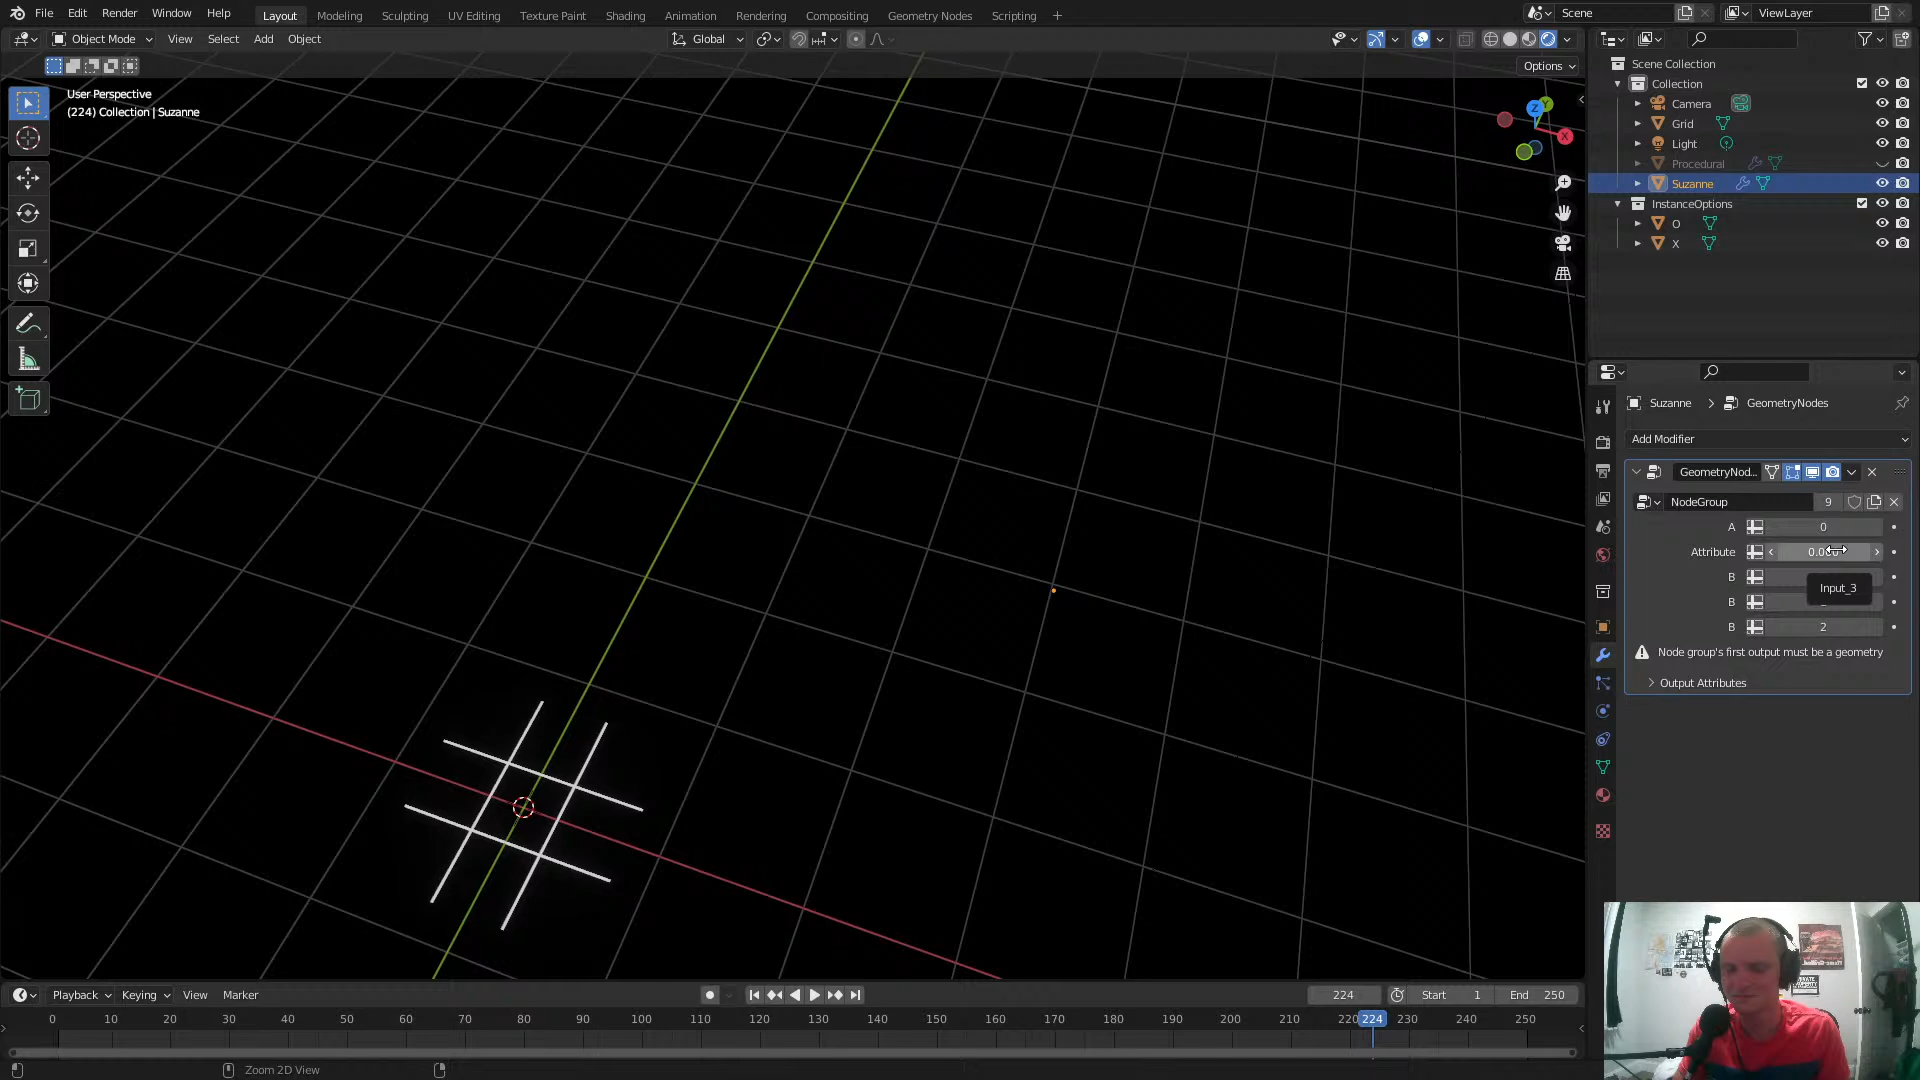 File Edit Render Window Help
Layout Modeling Sculpting UV Editing Texture Paint Shading Animation Rendering Compositing Geometry Nodes Scripting +
Scene
ViewLayer
Object Mode View Select Add Object
Global
Options
User Perspective
(224) Collection | Suzanne
Z
Y
X
Scene Collection
Collection
Camera
Grid
Light
Procedural
Suzanne
InstanceOptions
O
X
Suzanne > GeometryNodes
Add Modifier
GeometryNod...
NodeGroup 9
A 0
Attribute
B
Input_3
B
B 2
Node group's first output must be a geometry
Output Attributes
Playback Keying View Marker
224
Start 1
End 250
0 10 20 30 40 50 60 70 80 90 100 110 120 130 140 150 160 170 180 190 200 210 220 224 230 240 250
Zoom 2D View